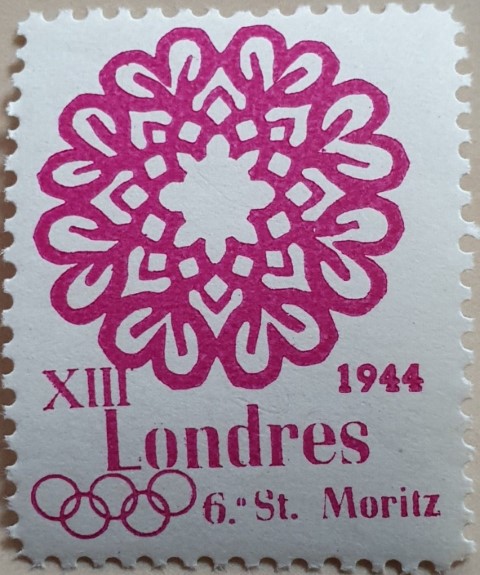 XIII
1944
Londres
6.º St. Moritz